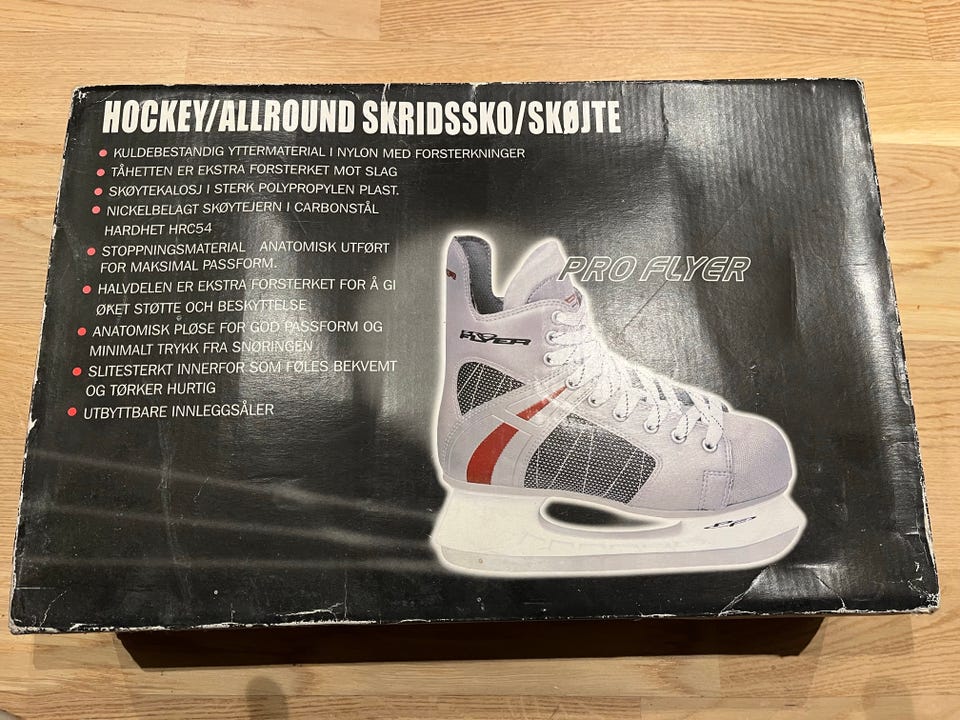 HOCKEY/ALLROUND SKRIDSSKO/SKØJTE
• KULDEBESTANDIG YTTERMATERIAL I NYLON MED FORSTERKNINGER
• TÅHETTEN ER EKSTRA FORSTERKET MOT SLAG
• SKØYTEKALOSJ I STERK POLYPROPYLEN PLAST.
• NICKELBELAGT SKØYTEJERN I CARBONSTÅL
HARDHET HRC54
• STOPPNINGSMATERIAL ANATOMISK UTFØRT
FOR MAKSIMAL PASSFORM.
• HALVDELEN ER EKSTRA FORSTERKET FOR Å GI
ØKET STØTTE OCH BESKYTTELSE
• ANATOMISK PLØSE FOR GOD PASSFORM OG
MINIMALT TRYKK FRA SNØRINGEN
• SLITESTERKT INNERFOR SOM FØLES BEKVEMT
OG TØRKER HURTIG
• UTBYTTBARE INNLEGGSÅLER
PRO FLYER
PRO
FLYER